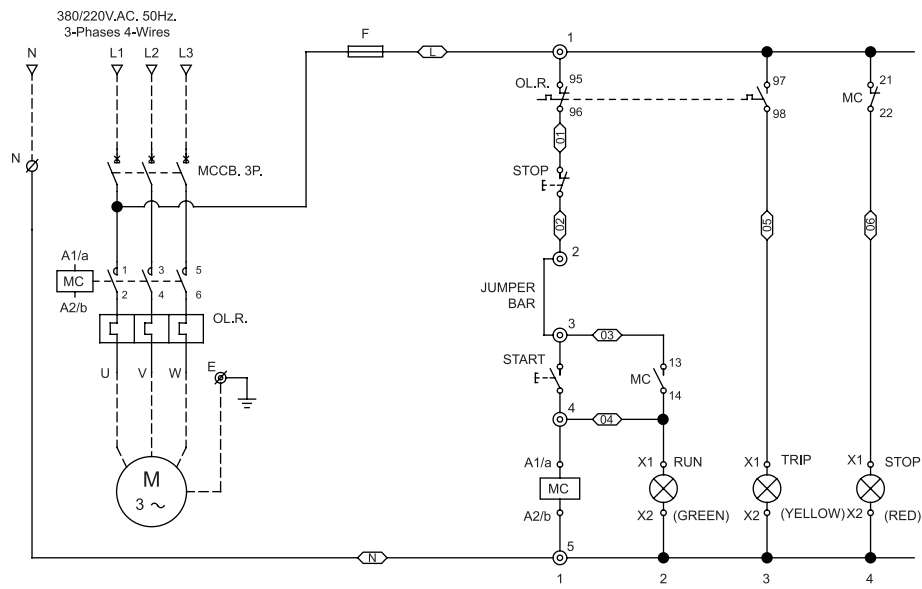 380/220V.AC. 50Hz.
3-Phases 4-Wires
N L1 L2 L3
F
L
1
OL.R.
95
96
97
98
MC
21
22
N
MCCB. 3P.
01
STOP
02
05
06
2
A1/a
MC
A2/b
1 3 5
2 4 6
OL.R.
JUMPER
BAR
3
03
U V W
E
START
MC
13
14
4
04
M
3 ~
A1/a
MC
A2/b
X1 RUN
X2 (GREEN)
X1 TRIP
X2 (YELLOW)
X1 STOP
X2 (RED)
N
5
1 2 3 4